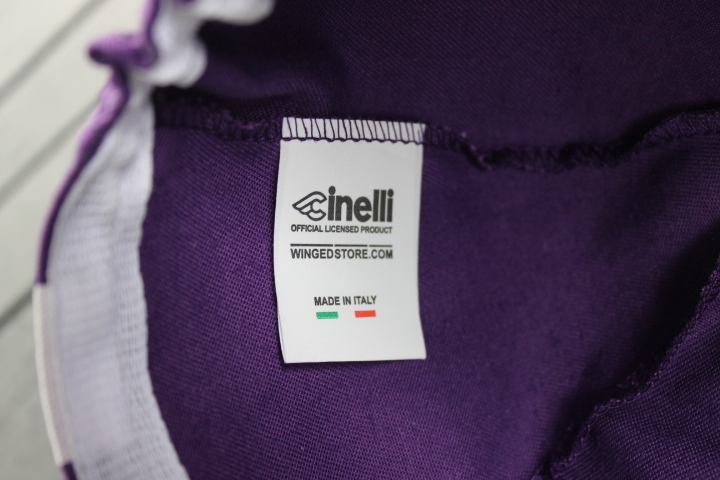 Cinelli
OFFICIAL LICENSED PRODUCT
WINGEDSTORE.COM
MADE IN ITALY